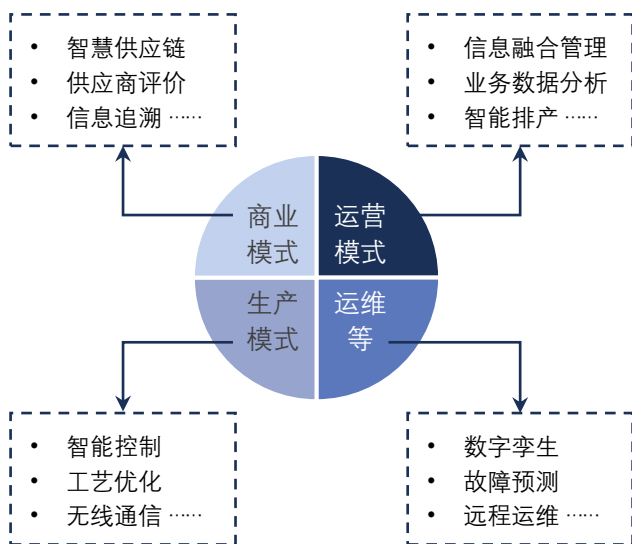 • 智慧供应链
• 供应商评价
• 信息追溯 ······
• 信息融合管理
• 业务数据分析
• 智能排产 ······
商业
模式
运营
模式
生产
模式
运维
等
• 智能控制
• 工艺优化
• 无线通信 ······
• 数字孪生
• 故障预测
• 远程运维 ······